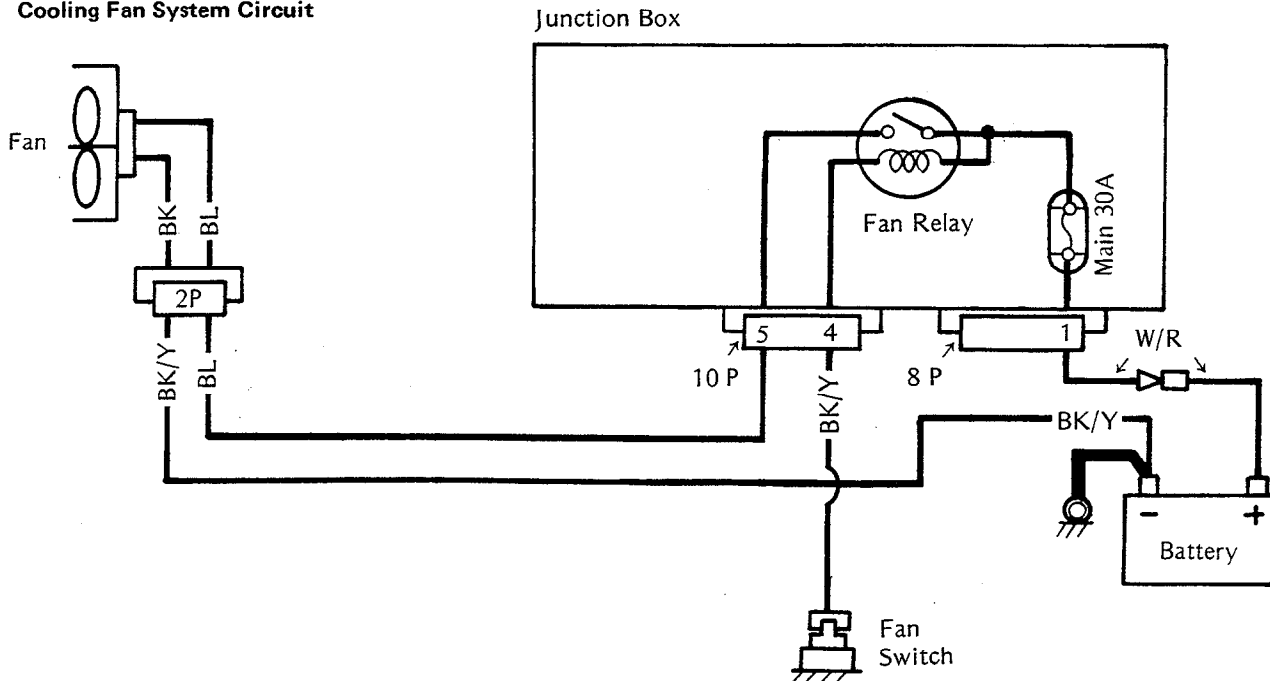 Cooling Fan System Circuit
Junction Box
Fan
BK
BL
2P
BK/Y
BL
Fan Relay
Main 30A
5
4
1
10 P
8 P
W/R
BK/Y
BK/Y
−
+
Battery
Fan
Switch